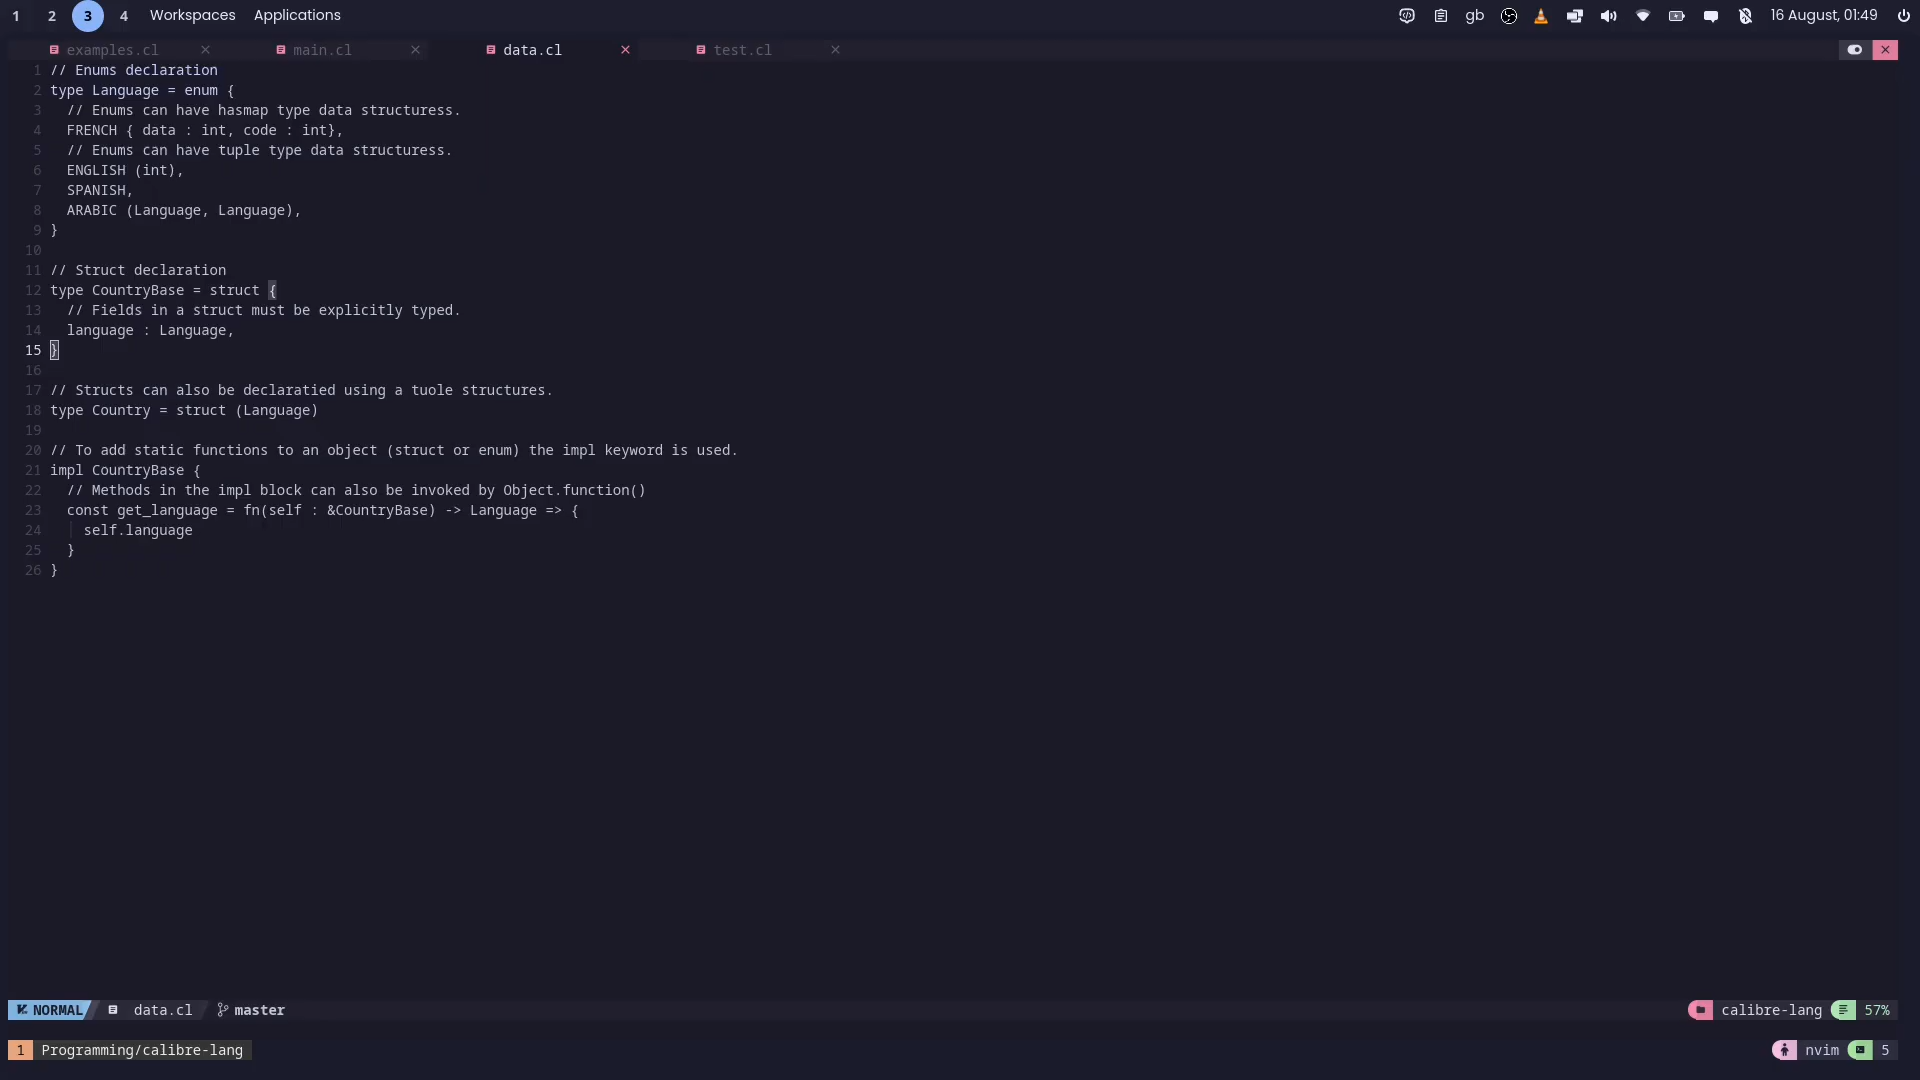 1 2 3 4 Workspaces Applications gb 16 August, 01:49
examples.cl main.cl data.cl test.cl
1 // Enums declaration
2 type Language = enum {
3 // Enums can have hasmap type data structuress.
4 FRENCH { data : int, code : int},
5 // Enums can have tuple type data structuress.
6 ENGLISH (int),
7 SPANISH,
8 ARABIC (Language, Language),
9 }
10
11 // Struct declaration
12 type CountryBase = struct {
13 // Fields in a struct must be explicitly typed.
14 language : Language,
15 }
16
17 // Structs can also be declaratied using a tuole structures.
18 type Country = struct (Language)
19
20 // To add static functions to an object (struct or enum) the impl keyword is used.
21 impl CountryBase {
22 // Methods in the impl block can also be invoked by Object.function()
23 const get_language = fn(self : &CountryBase) -> Language => {
24 self.language
25 }
26 }
NORMAL data.cl master calibre-lang 57%
1 Programming/calibre-lang nvim 5